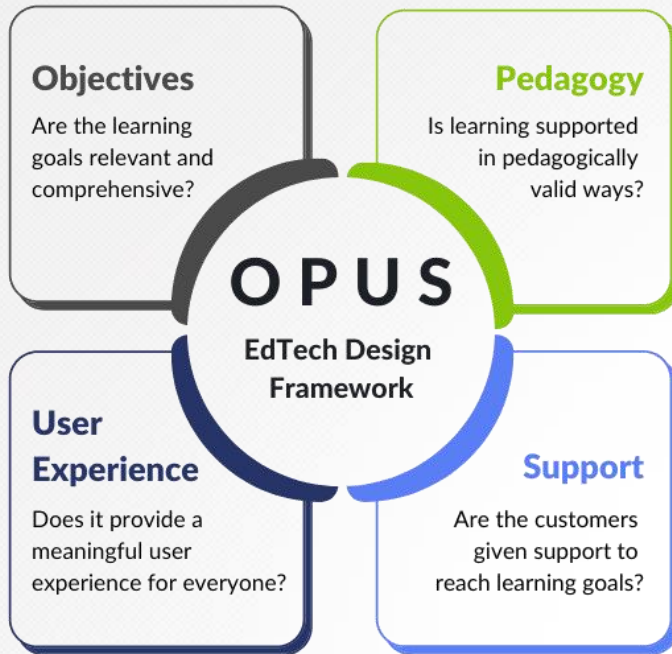 Objectives
Are the learning
goals relevant and
comprehensive?
Pedagogy
Is learning supported
in pedagogically
valid ways?
OPUS
EdTech Design
Framework
User
Experience
Does it provide a
meaningful user
experience for everyone?
Support
Are the customers
given support to
reach learning goals?